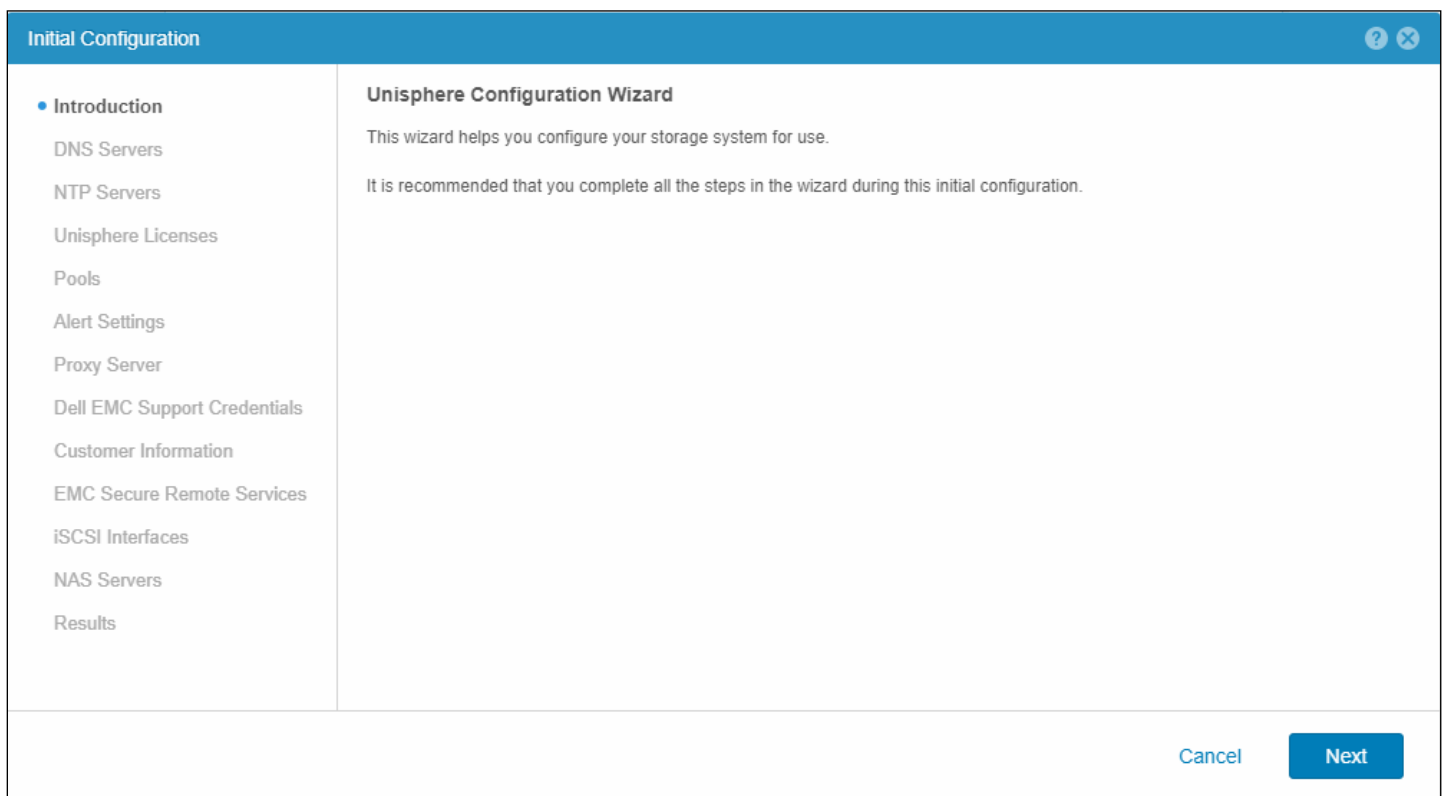 Initial Configuration
Introduction
DNS Servers
NTP Servers
Unisphere Licenses
Pools
Alert Settings
Proxy Server
Dell EMC Support Credentials
Customer Information
EMC Secure Remote Services
iSCSI Interfaces
NAS Servers
Results
Unisphere Configuration Wizard
This wizard helps you configure your storage system for use.
It is recommended that you complete all the steps in the wizard during this initial configuration.
Cancel
Next